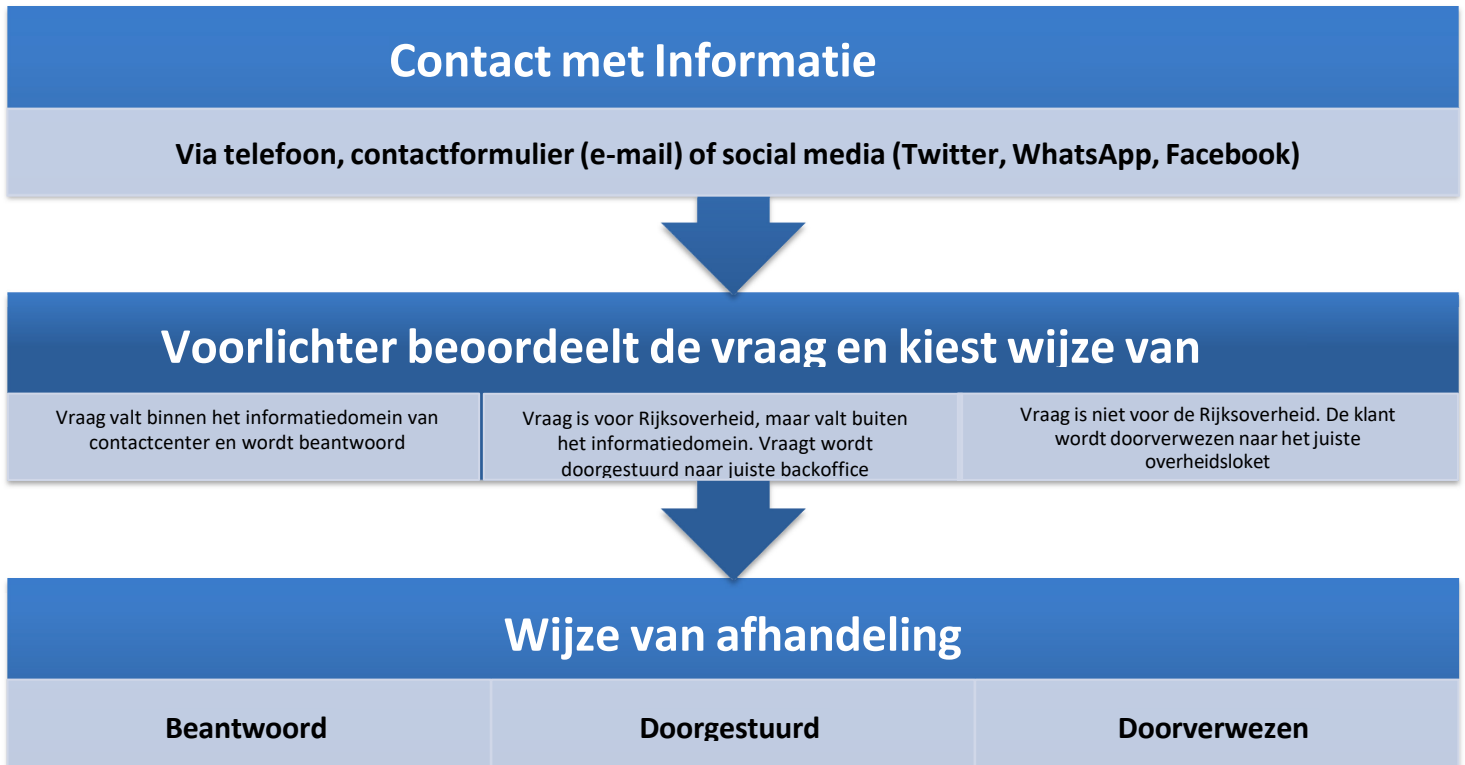 Contact met Informatie
Via telefoon, contactformulier (e-mail) of social media (Twitter, WhatsApp, Facebook)
Voorlichter beoordeelt de vraag en kiest wijze van
Vraag valt binnen het informatiedomein van
contactcenter en wordt beantwoord
Vraag is voor Rijksoverheid, maar valt buiten
het informatiedomein. Vraagt wordt
doorgestuurd naar juiste backoffice
Vraag is niet voor de Rijksoverheid. De klant
wordt doorverwezen naar het juiste
overheidsloket
Wijze van afhandeling
Beantwoord
Doorgestuurd
Doorverwezen